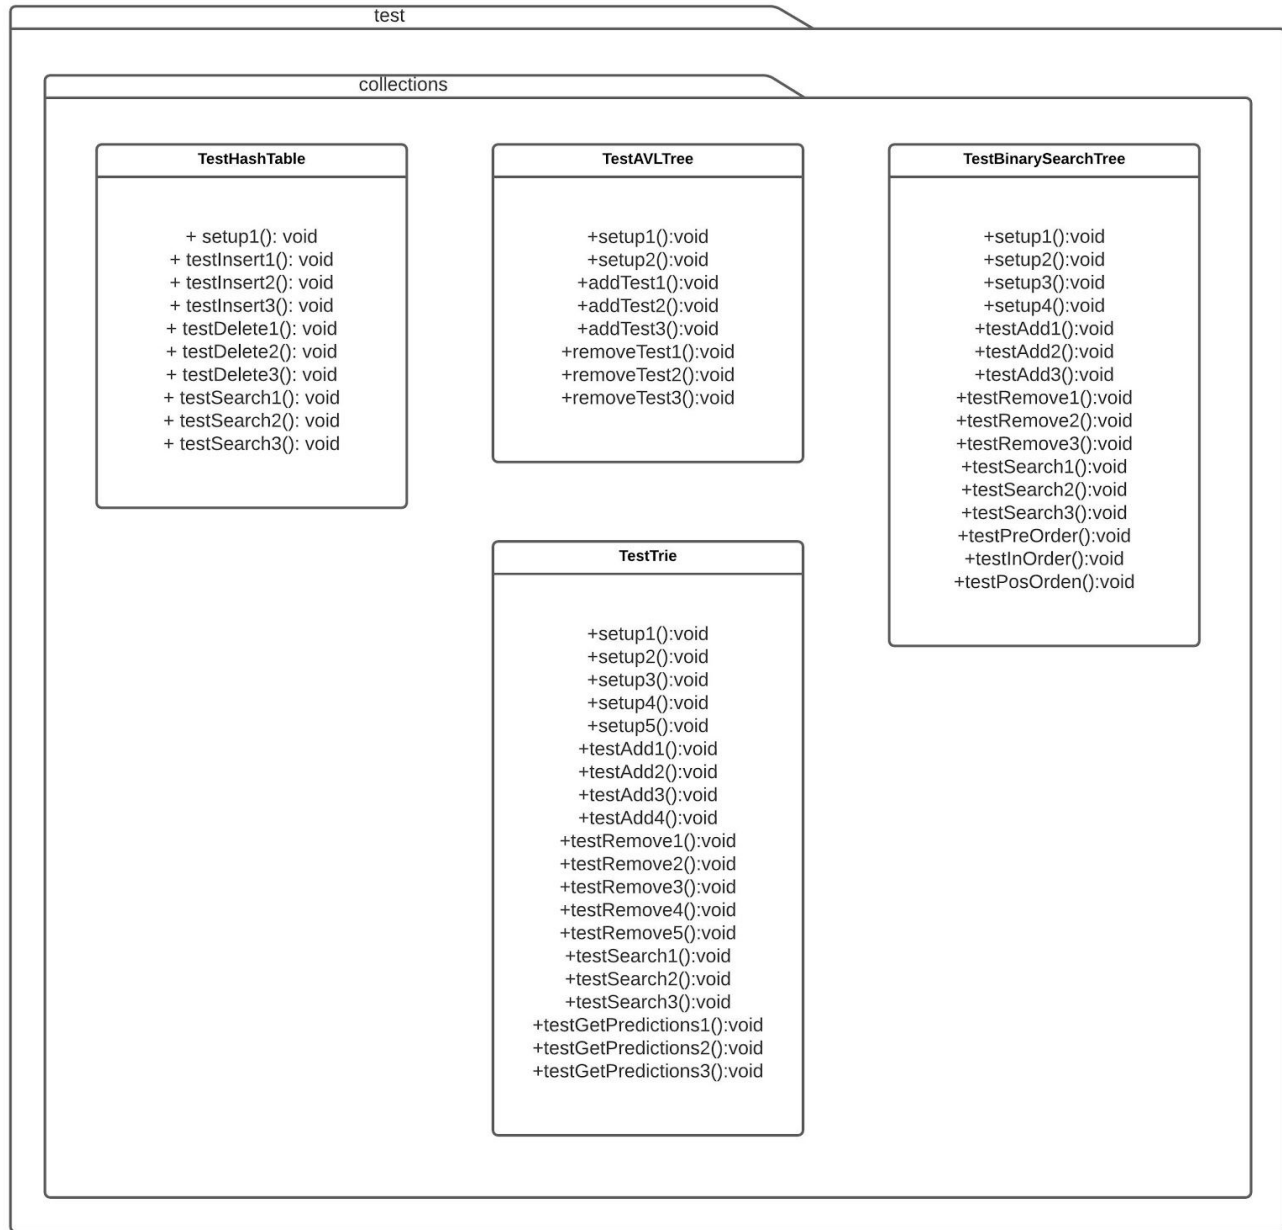 test
collections
TestHashTable
+ setup1(): void
+ testInsert1(): void
+ testInsert2(): void
+ testInsert3(): void
+ testDelete1(): void
+ testDelete2(): void
+ testDelete3(): void
+ testSearch1(): void
+ testSearch2(): void
+ testSearch3(): void
TestAVLTree
+setup1():void
+setup2():void
+addTest1():void
+addTest2():void
+addTest3():void
+removeTest1():void
+removeTest2():void
+removeTest3():void
TestBinarySearchTree
+setup1():void
+setup2():void
+setup3():void
+setup4():void
+testAdd1():void
+testAdd2():void
+testAdd3():void
+testRemove1():void
+testRemove2():void
+testRemove3():void
+testSearch1():void
+testSearch2():void
+testSearch3():void
+testPreOrder():void
+testInOrder():void
+testPosOrden():void
TestTrie
+setup1():void
+setup2():void
+setup3():void
+setup4():void
+setup5():void
+testAdd1():void
+testAdd2():void
+testAdd3():void
+testAdd4():void
+testRemove1():void
+testRemove2():void
+testRemove3():void
+testRemove4():void
+testRemove5():void
+testSearch1():void
+testSearch2():void
+testSearch3():void
+testGetPredictions1():void
+testGetPredictions2():void
+testGetPredictions3():void